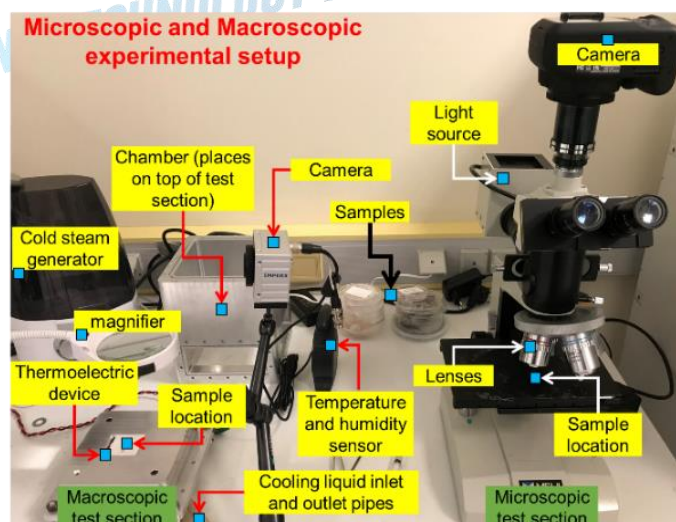 Microscopic and Macroscopic
experimental setup
Camera
Light
source
Chamber (places
on top of test
section)
Camera
Samples
Cold steam
generator
magnifier
Thermoelectric
device
Sample
location
Lenses
Temperature
and humidity
sensor
Sample
location
Cooling liquid inlet
and outlet pipes
Macroscopic
test section
Microscopic
test section